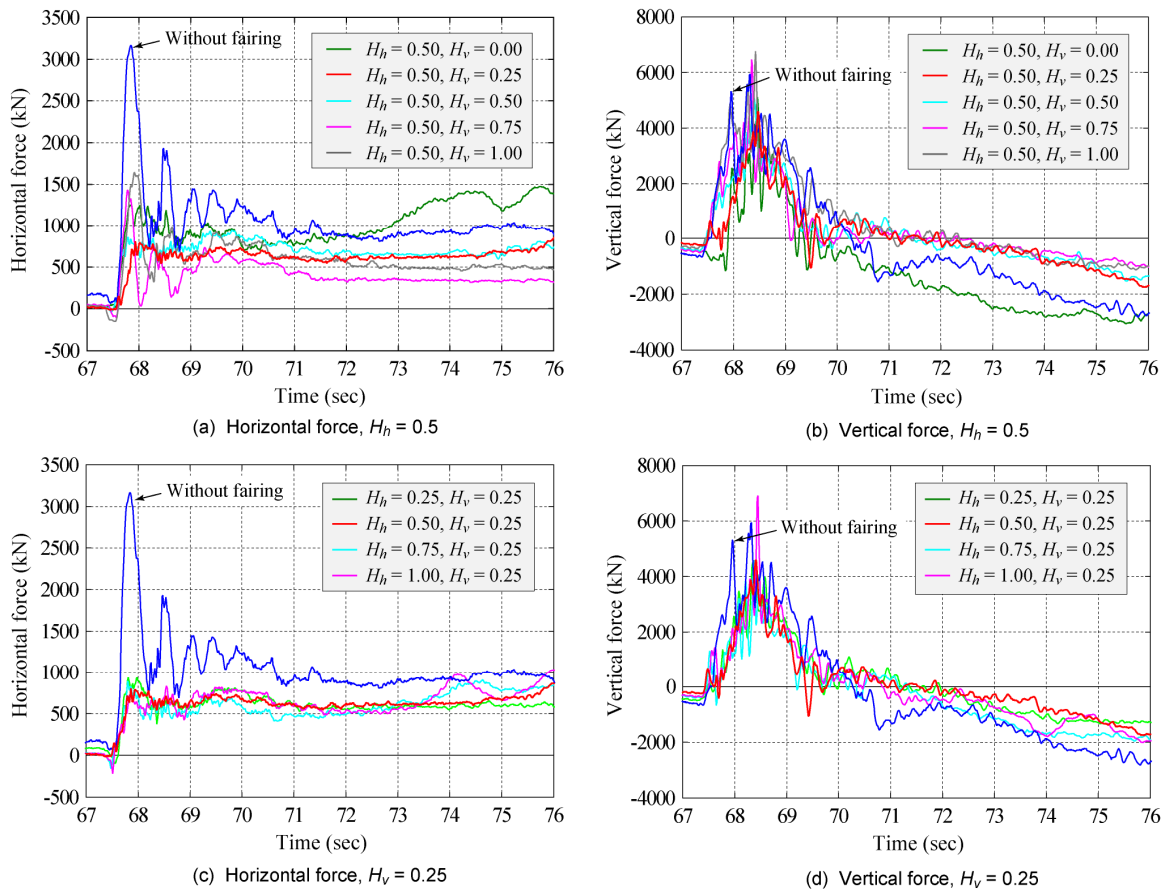 3500
3000
2500
2000
1500
1000
500
0
-500
Horizontal force (kN)
Without fairing
Hh = 0.50, Hv = 0.00
Hh = 0.50, Hv = 0.25
Hh = 0.50, Hv = 0.50
Hh = 0.50, Hv = 0.75
Hh = 0.50, Hv = 1.00
67 68 69 70 71 72 73 74 75 76
Time (sec)
(a) Horizontal force, Hh = 0.5
8000
6000
4000
2000
0
-2000
-4000
Vertical force (kN)
Without fairing
Hh = 0.50, Hv = 0.00
Hh = 0.50, Hv = 0.25
Hh = 0.50, Hv = 0.50
Hh = 0.50, Hv = 0.75
Hh = 0.50, Hv = 1.00
67 68 69 70 71 72 73 74 75 76
Time (sec)
(b) Vertical force, Hh = 0.5
3500
3000
2500
2000
1500
1000
500
0
-500
Horizontal force (kN)
Without fairing
Hh = 0.25, Hv = 0.25
Hh = 0.50, Hv = 0.25
Hh = 0.75, Hv = 0.25
Hh = 1.00, Hv = 0.25
67 68 69 70 71 72 73 74 75 76
Time (sec)
(c) Horizontal force, Hv = 0.25
8000
6000
4000
2000
0
-2000
-4000
Vertical force (kN)
Without fairing
Hh = 0.25, Hv = 0.25
Hh = 0.50, Hv = 0.25
Hh = 0.75, Hv = 0.25
Hh = 1.00, Hv = 0.25
67 68 69 70 71 72 73 74 75 76
Time (sec)
(d) Vertical force, Hv = 0.25